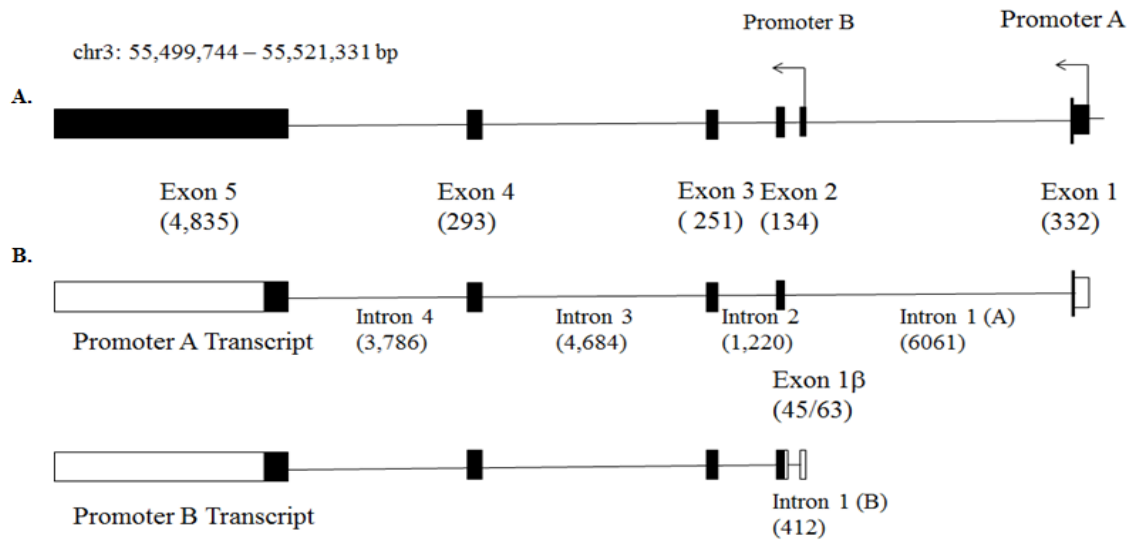 Promoter B
Promoter A
chr3: 55,499,744 – 55,521,331 bp
A.
Exon 5
(4,835)
Exon 4
(293)
Exon 3
( 251)
Exon 2
(134)
Exon 1
(332)
B.
Promoter A Transcript
Intron 4
(3,786)
Intron 3
(4,684)
Intron 2
(1,220)
Intron 1 (A)
(6061)
Exon 1β
(45/63)
Promoter B Transcript
Intron 1 (B)
(412)